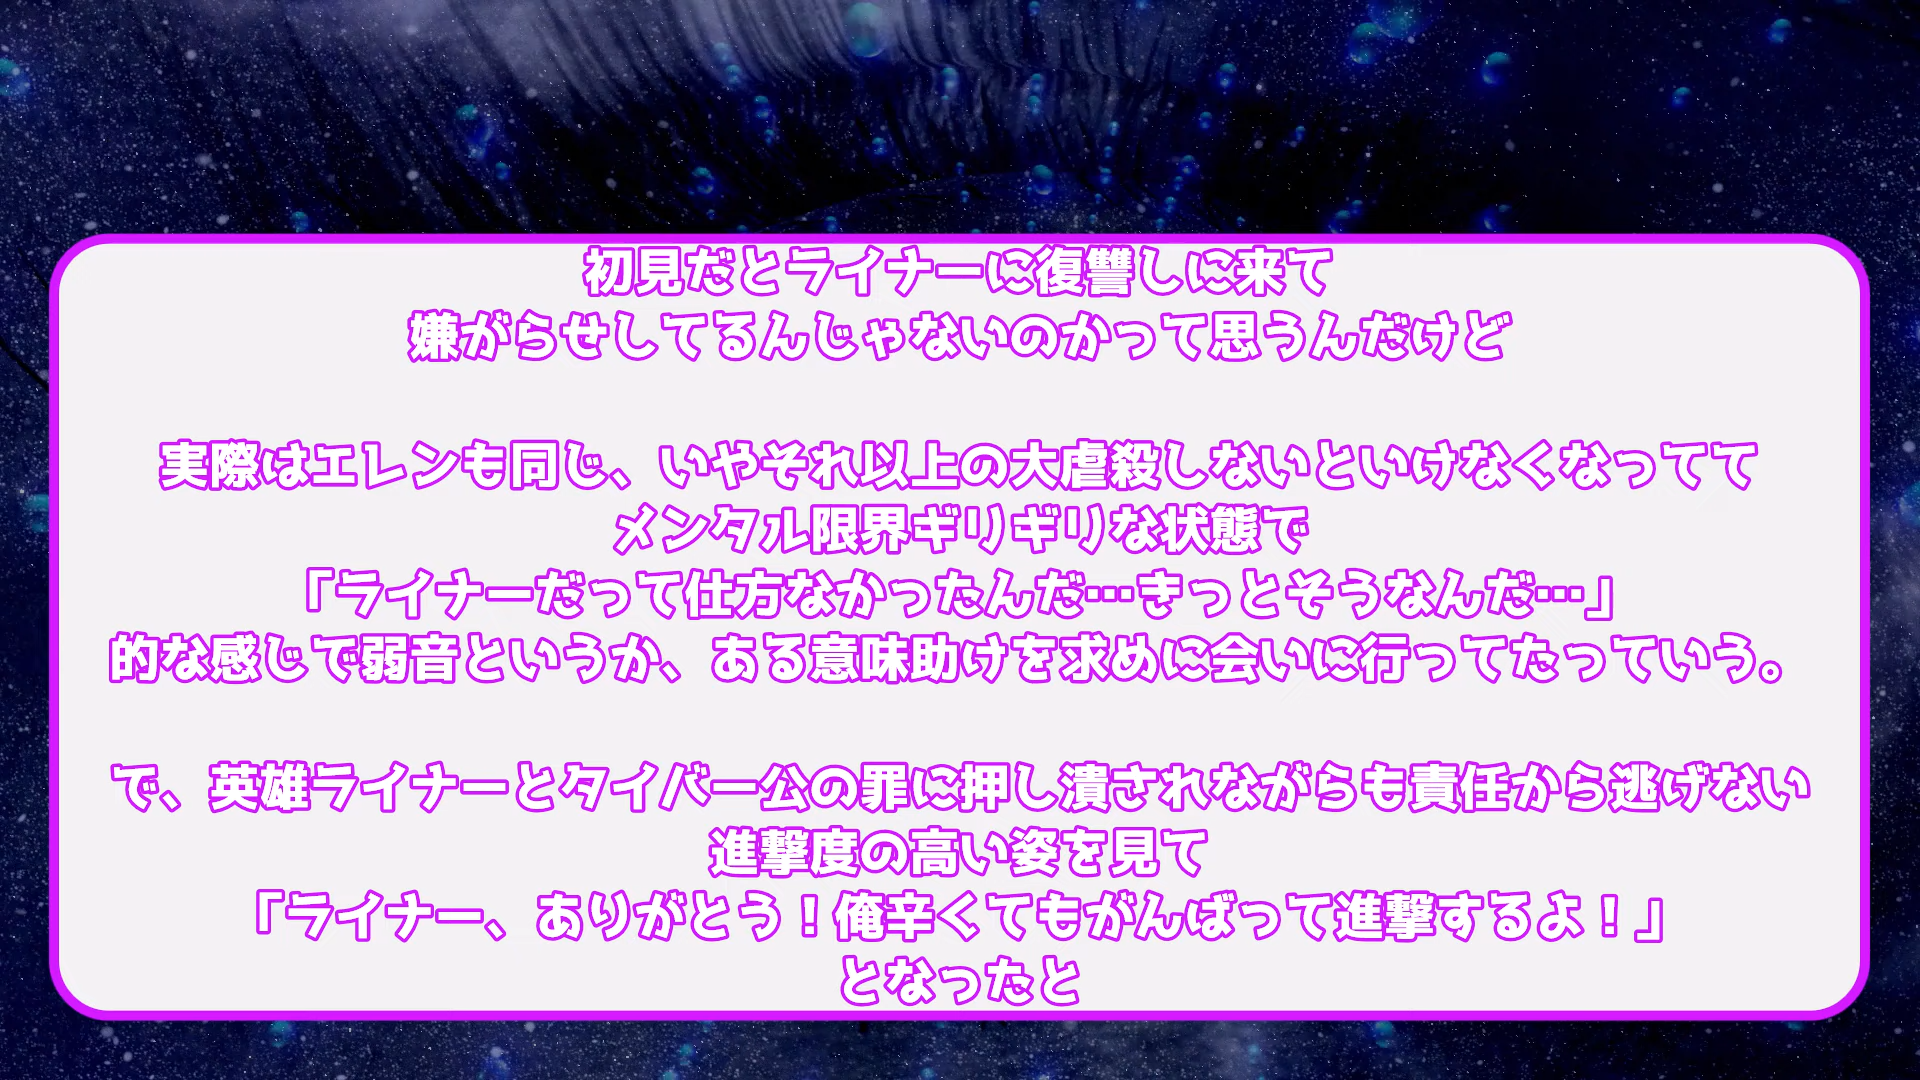 初見だとライナーに復讐しに来て
嫌がらせしてるんじゃないのかって思うんだけど
実際はエレンも同じ、いやそれ以上の大虐殺しないといけなくなってて
メンタル限界ギリギリな状態で
「ライナーだって仕方なかったんだ…きっとそうなんだ…」
的な感じで弱音というか、ある意味助けを求めに会いに行ってたっていう。
で、英雄ライナーとタイバー公の罪に押し潰されながらも責任から逃げない
進撃度の高い姿を見て
「ライナー、ありがとう！俺辛くてもがんばって進撃するよ！」
となったと